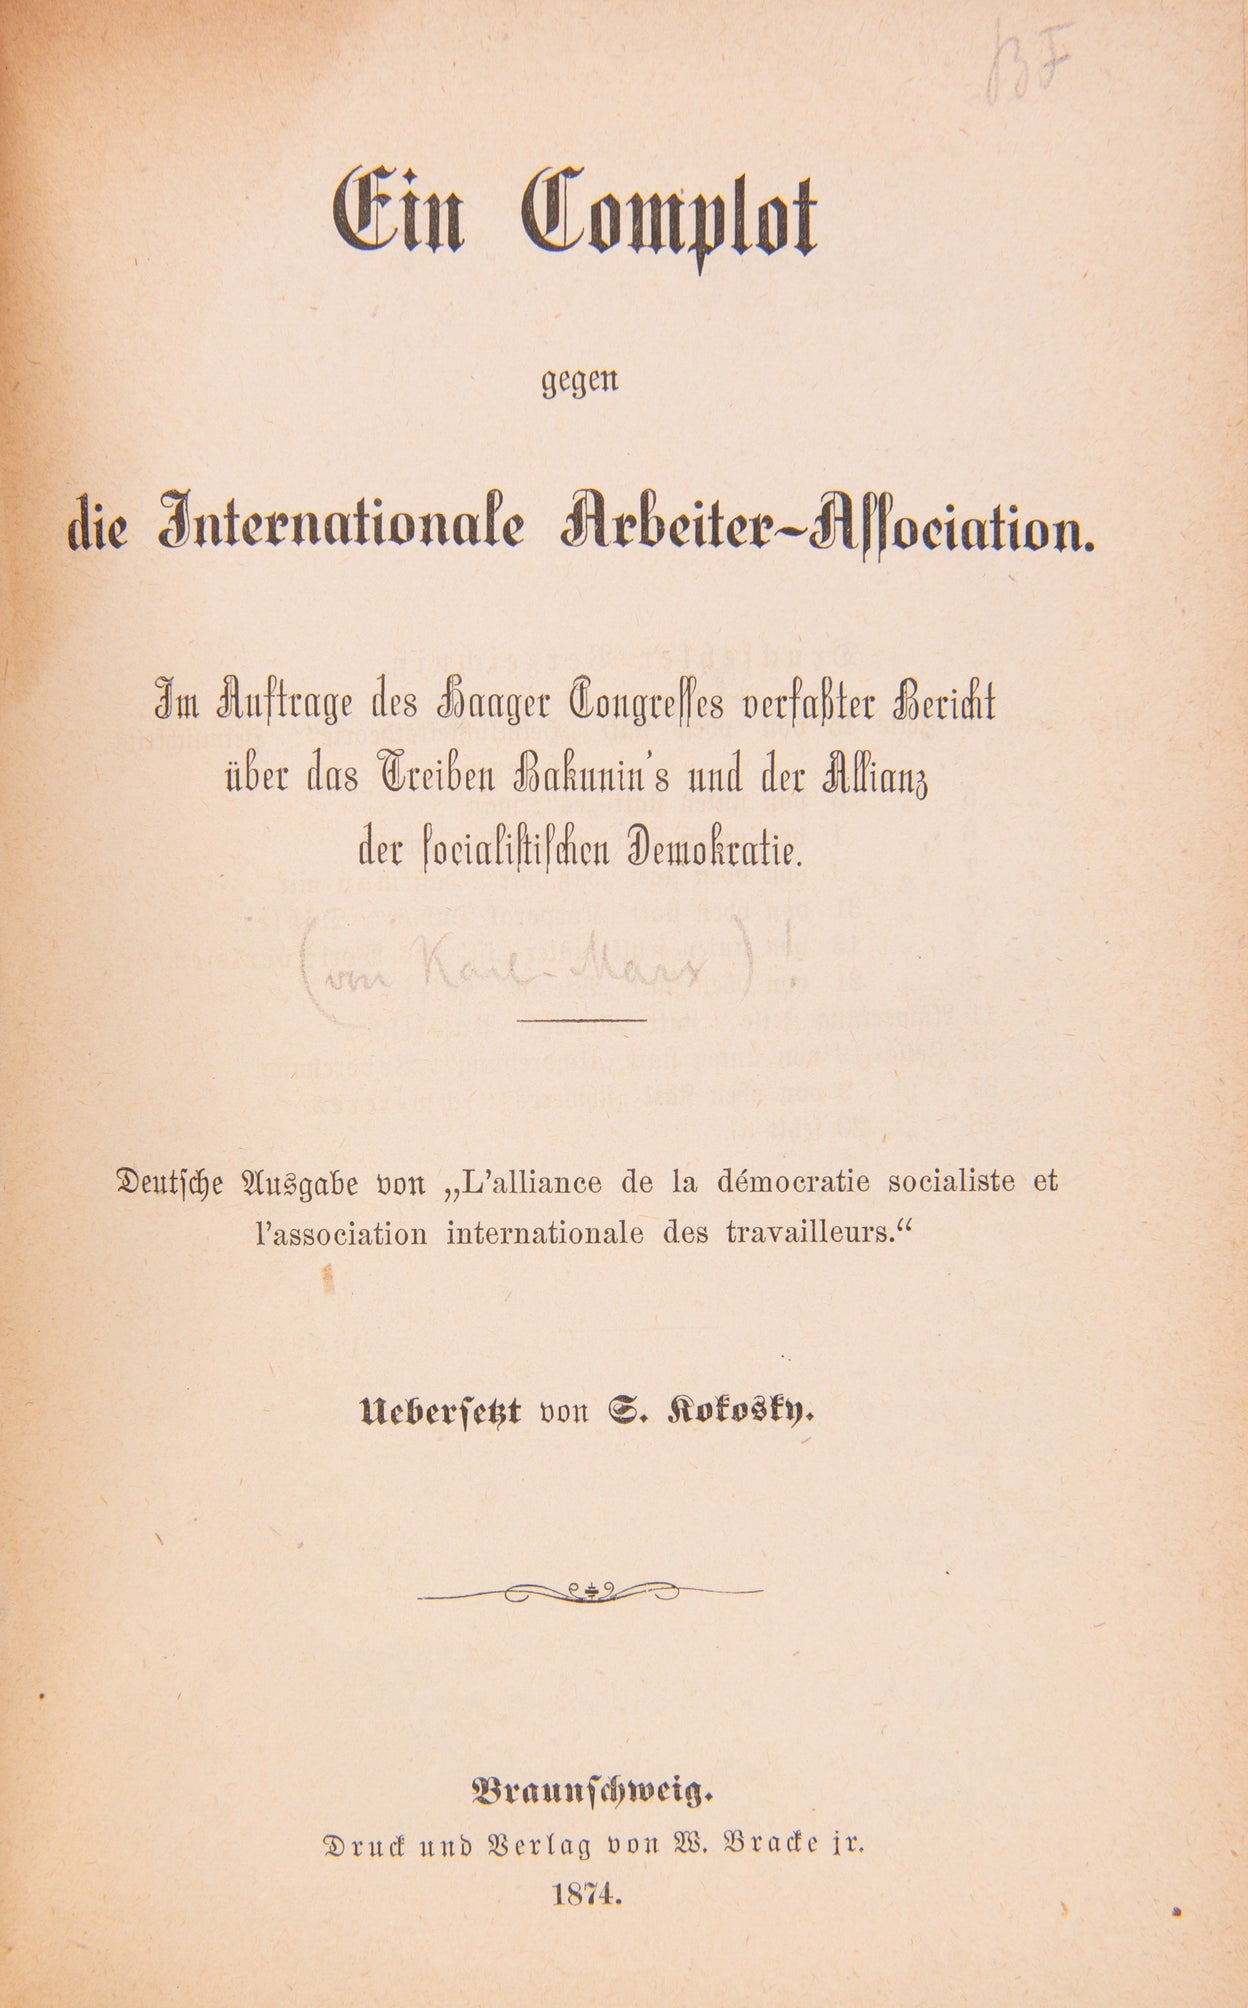 BF
Ein Complot
gegen
die Internationale Arbeiter-Aſſociation.
Im Auftrage des Haager Congreſſes verfaßter Bericht
über das Treiben Bakunin's und der Allianz
der ſocialiſtiſchen Demokratie.
(von Karl Marx)!
Deutſche Ausgabe von „L'alliance de la démocratie socialiste et
l'association internationale des travailleurs.“
Ueberſetzt von S. Kokosky.
Braunſchweig.
Druck und Verlag von W. Bracke jr.
1874.